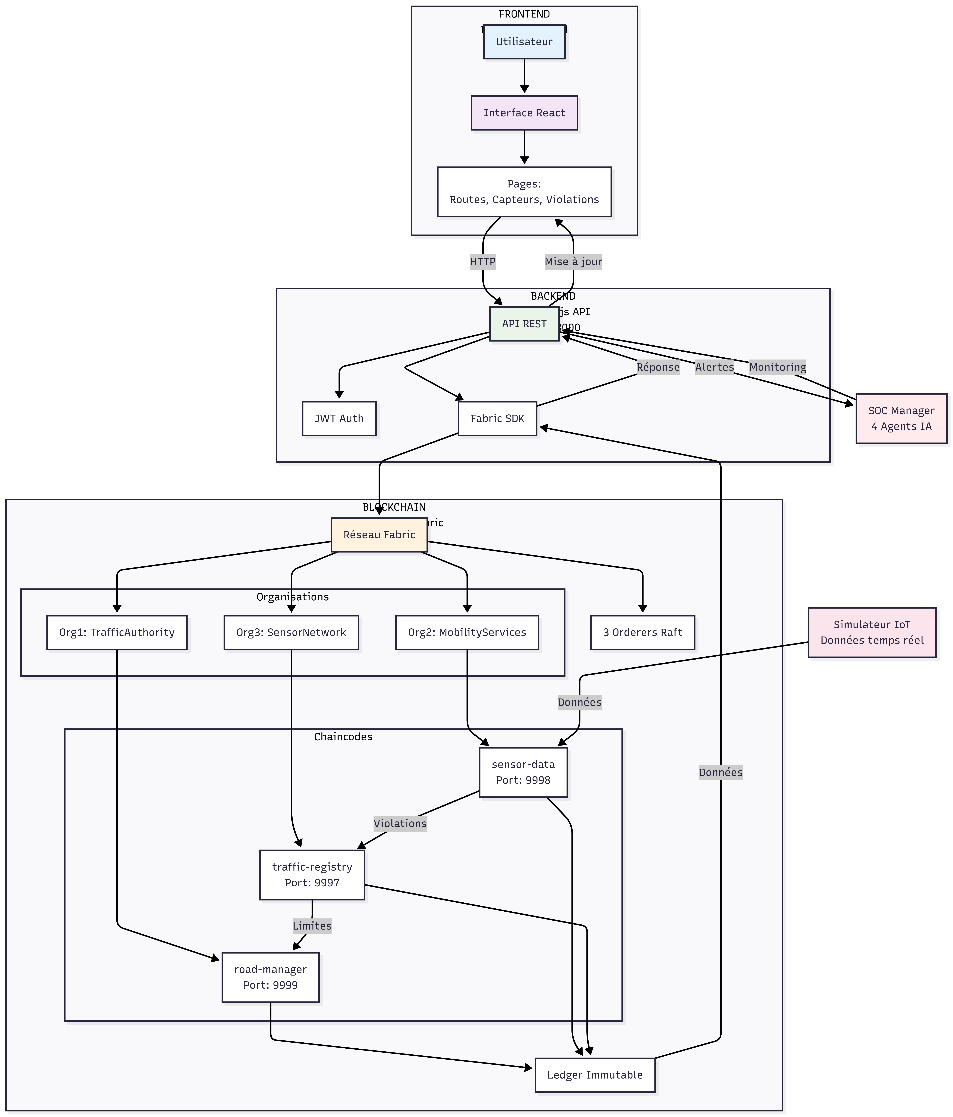 FRONTEND
Utilisateur
Interface React
Pages:
Routes, Capteurs, Violations
HTTP
Mise à jour
BACKEND
js API
API REST
Réponse
Alertes
Monitoring
JWT Auth
Fabric SDK
SOC Manager
4 Agents IA
BLOCKCHAIN
ric
Réseau Fabric
Organisations
Org1: TrafficAuthority
Org3: SensorNetwork
Org2: MobilityServices
3 Orderers Raft
Simulateur IoT
Données temps réel
Données
Chaincodes
sensor-data
Port: 9998
Données
Violations
traffic-registry
Port: 9997
Limites
road-manager
Port: 9999
Ledger Immutable